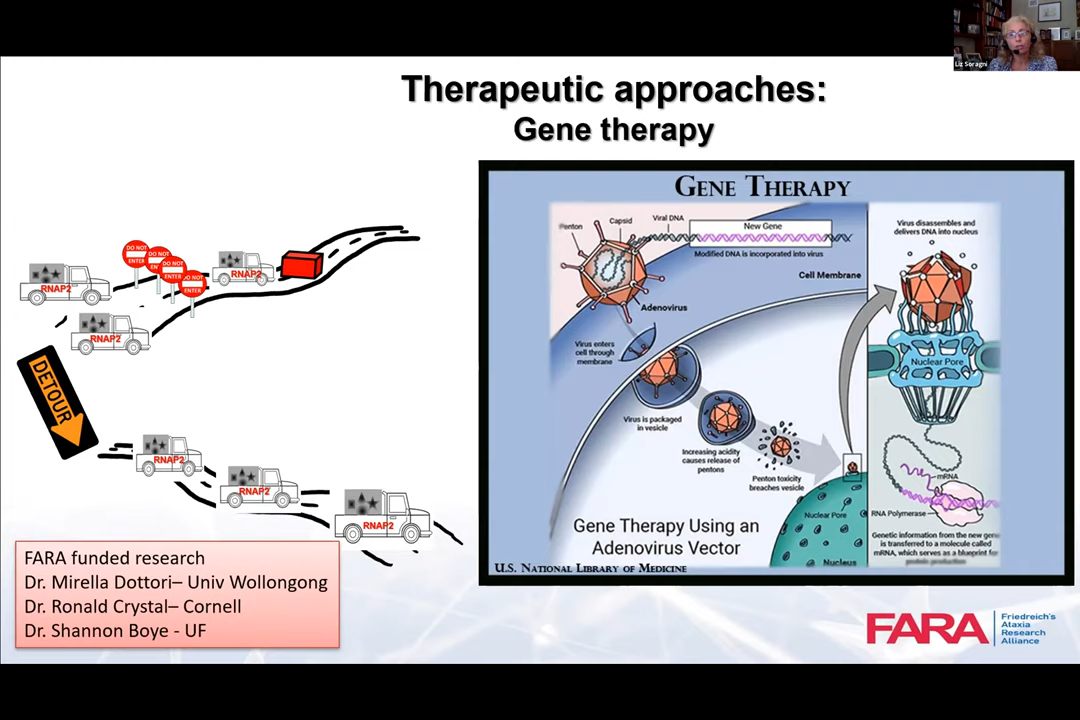 Liz Soragni
Therapeutic approaches:
Gene therapy
RNAP2
DO NOT
ENTER
DO NOT
EN
DO NOT
ENTER
DO NOT
ENTER
RNAP2
RNAP2
DETOUR
RNAP2
RNAP2
RNAP2
FARA funded research
Dr. Mirella Dottori– Univ Wollongong
Dr. Ronald Crystal– Cornell
Dr. Shannon Boye - UF
GENE THERAPY
Penton
Capsid
Viral DNA
New Gene
Modified DNA is incorporated into virus
Cell Membrane
Adenovirus
Virus enters
cell through
membrane
Virus is packaged
in vesicle
Increasing acidity
causes release of
pentons
Penton toxicity
breaches vesicle
Nuclear Pore
Nucleus
Gene Therapy Using an
Adenovirus Vector
U.S. NATIONAL LIBRARY OF MEDICINE
Virus disassembles and
delivers DNA into nucleus
Nuclear Pore
mRNA
RNA Polymerase
Genetic information from the new gene
is transferred to a molecule called
mRNA, which serves as a blueprint for
protein production
FARA
Friedreich's
Ataxia
Research
Alliance